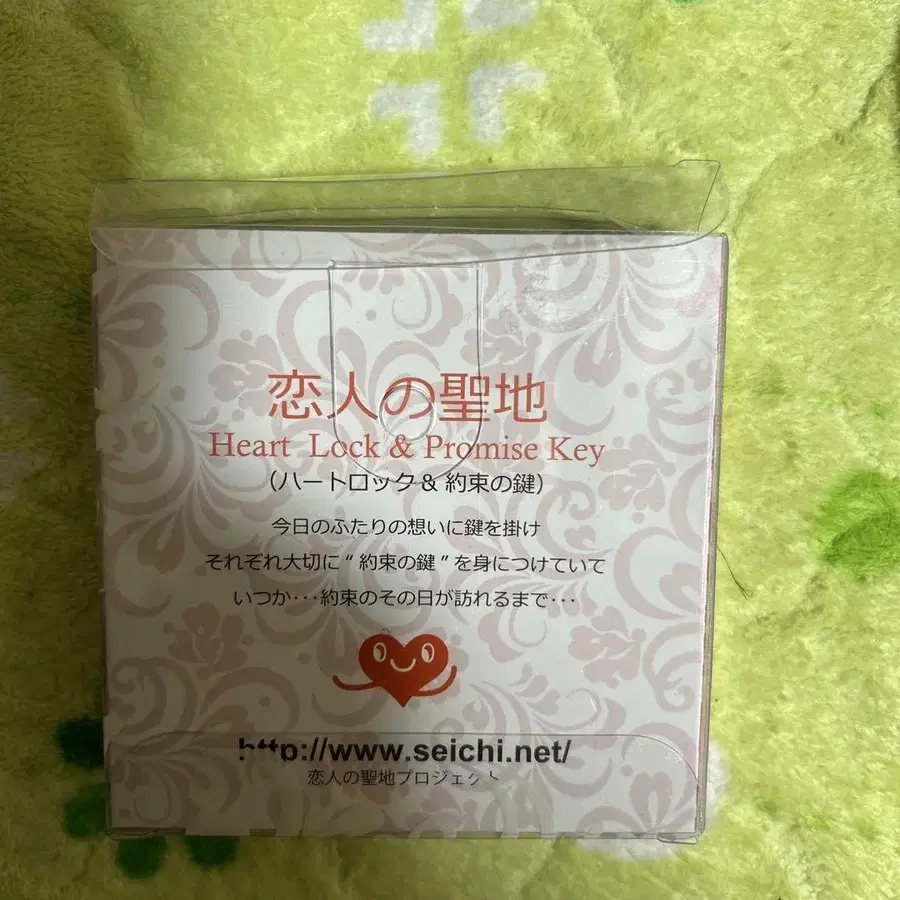 恋人の聖地
Heart Lock & Promise Key
（ハートロック & 約束の鍵）
今日のふたりの想いに鍵を掛け
それぞれ大切に“ 約束の鍵 ”を身につけていて
いつか･･･約束のその日が訪れるまで･･･
http://www.seichi.net/
恋人の聖地プロジェクト